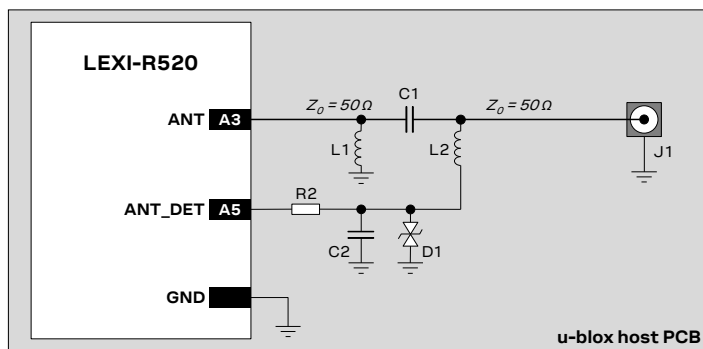 LEXI-R520
ANT A3
Z₀ = 50 Ω
C1
Z₀ = 50 Ω
L1
L2
J1
ANT_DET A5
R2
C2
D1
GND
u-blox host PCB